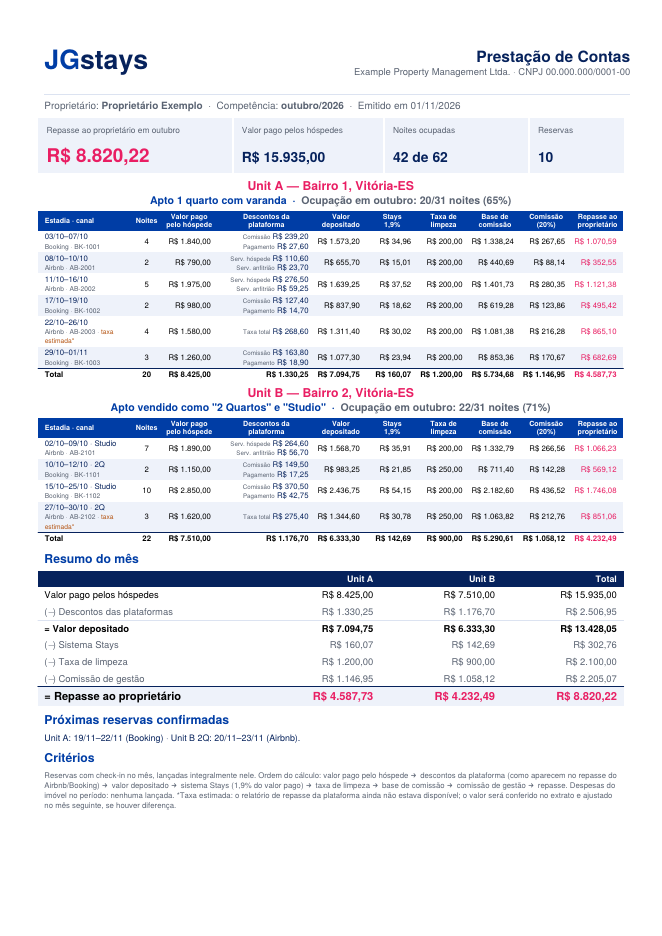 JGstays
Prestação de Contas
Example Property Management Ltda. · CNPJ 00.000.000/0001-00
Proprietário: Proprietário Exemplo · Competência: outubro/2026 · Emitido em 01/11/2026
Repasse ao proprietário em outubro
R$ 8.820,22
Valor pago pelos hóspedes
R$ 15.935,00
Noites ocupadas
42 de 62
Reservas
10
Unit A — Bairro 1, Vitória-ES
Apto 1 quarto com varanda · Ocupação em outubro: 20/31 noites (65%)
Estadia · canal Noites Valor pago pelo hóspede Descontos da plataforma Valor depositado Stays 1,9% Taxa de limpeza Base de comissão Comissão (20%) Repasse ao proprietário
03/10–07/10 4 R$ 1.840,00 Comissão R$ 239,20 R$ 1.573,20 R$ 34,96 R$ 200,00 R$ 1.338,24 R$ 267,65 R$ 1.070,59
Booking · BK-1001 Pagamento R$ 27,60
08/10–10/10 2 R$ 790,00 Serv. hóspede R$ 110,60 R$ 655,70 R$ 15,01 R$ 200,00 R$ 440,69 R$ 88,14 R$ 352,55
Airbnb · AB-2001 Serv. anfitrião R$ 23,70
11/10–16/10 5 R$ 1.975,00 Serv. hóspede R$ 276,50 R$ 1.639,25 R$ 37,52 R$ 200,00 R$ 1.401,73 R$ 280,35 R$ 1.121,38
Airbnb · AB-2002 Serv. anfitrião R$ 59,25
17/10–19/10 2 R$ 980,00 Comissão R$ 127,40 R$ 837,90 R$ 18,62 R$ 200,00 R$ 619,28 R$ 123,86 R$ 495,42
Booking · BK-1002 Pagamento R$ 14,70
22/10–26/10 4 R$ 1.580,00 Taxa total R$ 268,60 R$ 1.311,40 R$ 30,02 R$ 200,00 R$ 1.081,38 R$ 216,28 R$ 865,10
Airbnb · AB-2003 · taxa
estimada*
29/10–01/11 3 R$ 1.260,00 Comissão R$ 163,80 R$ 1.077,30 R$ 23,94 R$ 200,00 R$ 853,36 R$ 170,67 R$ 682,69
Booking · BK-1003 Pagamento R$ 18,90
Total 20 R$ 8.425,00 R$ 1.330,25 R$ 7.094,75 R$ 160,07 R$ 1.200,00 R$ 5.734,68 R$ 1.146,95 R$ 4.587,73
Unit B — Bairro 2, Vitória-ES
Apto vendido como "2 Quartos" e "Studio" · Ocupação em outubro: 22/31 noites (71%)
Estadia · canal Noites Valor pago pelo hóspede Descontos da plataforma Valor depositado Stays 1,9% Taxa de limpeza Base de comissão Comissão (20%) Repasse ao proprietário
02/10–09/10 · Studio 7 R$ 1.890,00 Serv. hóspede R$ 264,60 R$ 1.568,70 R$ 35,91 R$ 200,00 R$ 1.332,79 R$ 266,56 R$ 1.066,23
Airbnb · AB-2101 Serv. anfitrião R$ 56,70
10/10–12/10 · 2Q 2 R$ 1.150,00 Comissão R$ 149,50 R$ 983,25 R$ 21,85 R$ 250,00 R$ 711,40 R$ 142,28 R$ 569,12
Booking · BK-1101 Pagamento R$ 17,25
15/10–25/10 · Studio 10 R$ 2.850,00 Comissão R$ 370,50 R$ 2.436,75 R$ 54,15 R$ 200,00 R$ 2.182,60 R$ 436,52 R$ 1.746,08
Booking · BK-1102 Pagamento R$ 42,75
27/10–30/10 · 2Q 3 R$ 1.620,00 Taxa total R$ 275,40 R$ 1.344,60 R$ 30,78 R$ 250,00 R$ 1.063,82 R$ 212,76 R$ 851,06
Airbnb · AB-2102 · taxa
estimada*
Total 22 R$ 7.510,00 R$ 1.176,70 R$ 6.333,30 R$ 142,69 R$ 900,00 R$ 5.290,61 R$ 1.058,12 R$ 4.232,49
Resumo do mês
Unit A Unit B Total
Valor pago pelos hóspedes R$ 8.425,00 R$ 7.510,00 R$ 15.935,00
(–) Descontos das plataformas R$ 1.330,25 R$ 1.176,70 R$ 2.506,95
= Valor depositado R$ 7.094,75 R$ 6.333,30 R$ 13.428,05
(–) Sistema Stays R$ 160,07 R$ 142,69 R$ 302,76
(–) Taxa de limpeza R$ 1.200,00 R$ 900,00 R$ 2.100,00
(–) Comissão de gestão R$ 1.146,95 R$ 1.058,12 R$ 2.205,07
= Repasse ao proprietário R$ 4.587,73 R$ 4.232,49 R$ 8.820,22
Próximas reservas confirmadas
Unit A: 19/11–22/11 (Booking) · Unit B 2Q: 20/11–23/11 (Airbnb).
Critérios
Reservas com check-in no mês, lançadas integralmente nele. Ordem do cálculo: valor pago pelo hóspede → descontos da plataforma (como aparecem no repasse do
Airbnb/Booking) → valor depositado → sistema Stays (1,9% do valor pago) → taxa de limpeza → base de comissão → comissão de gestão → repasse. Despesas do
imóvel no período: nenhuma lançada. *Taxa estimada: o relatório de repasse da plataforma ainda não estava disponível; o valor será conferido no extrato e ajustado
no mês seguinte, se houver diferença.